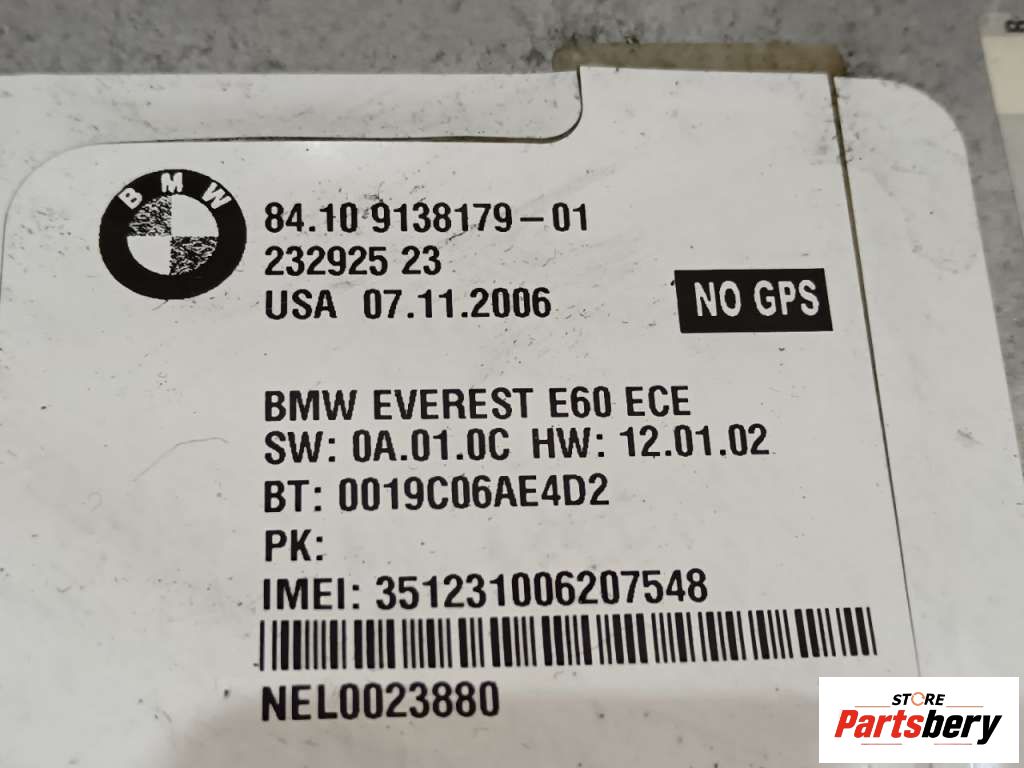 BMW
84.10 9138179-01
232925 23
USA 07.11.2006
NO GPS
BMW EVEREST E60 ECE
SW: 0A.01.0C HW: 12.01.02
BT: 0019C06AE4D2
PK:
IMEI: 351231006207548
NEL0023880
STORE
Partsbery